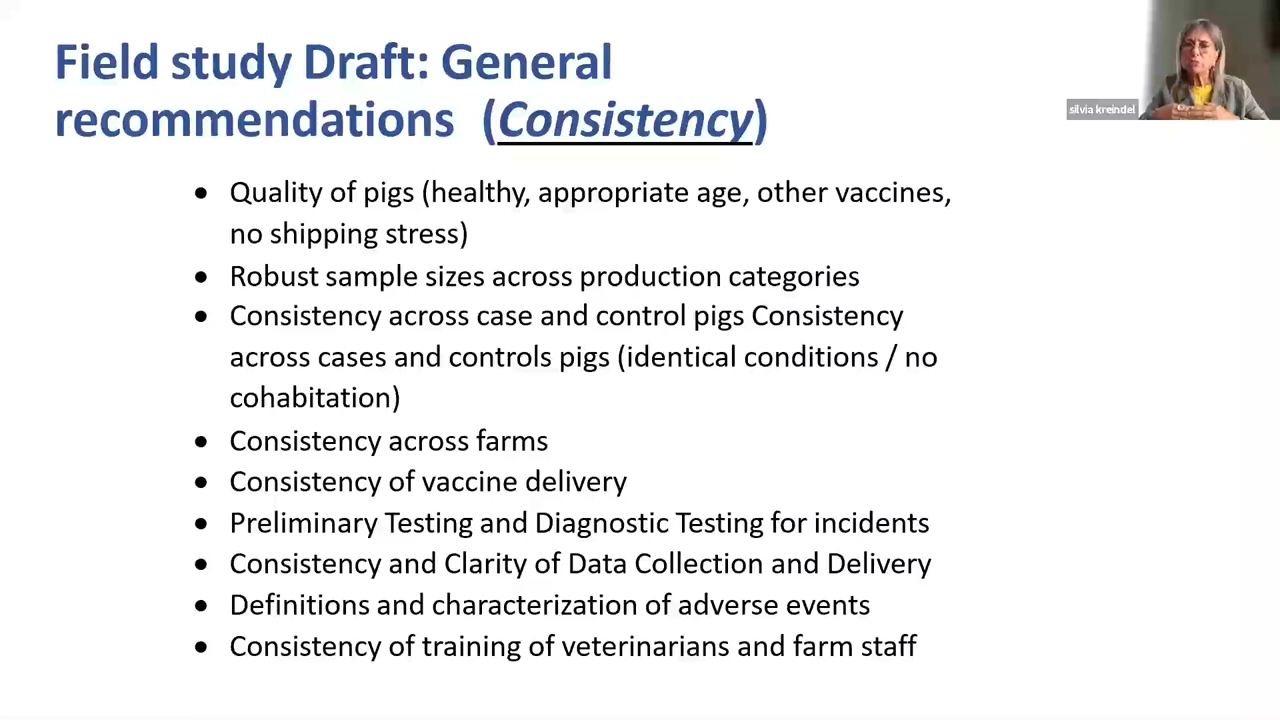 Field study Draft: General
recommendations (Consistency)
silvia kreindel
• Quality of pigs (healthy, appropriate age, other vaccines,
no shipping stress)
• Robust sample sizes across production categories
• Consistency across case and control pigs Consistency
across cases and controls pigs (identical conditions / no
cohabitation)
• Consistency across farms
• Consistency of vaccine delivery
• Preliminary Testing and Diagnostic Testing for incidents
• Consistency and Clarity of Data Collection and Delivery
• Definitions and characterization of adverse events
• Consistency of training of veterinarians and farm staff